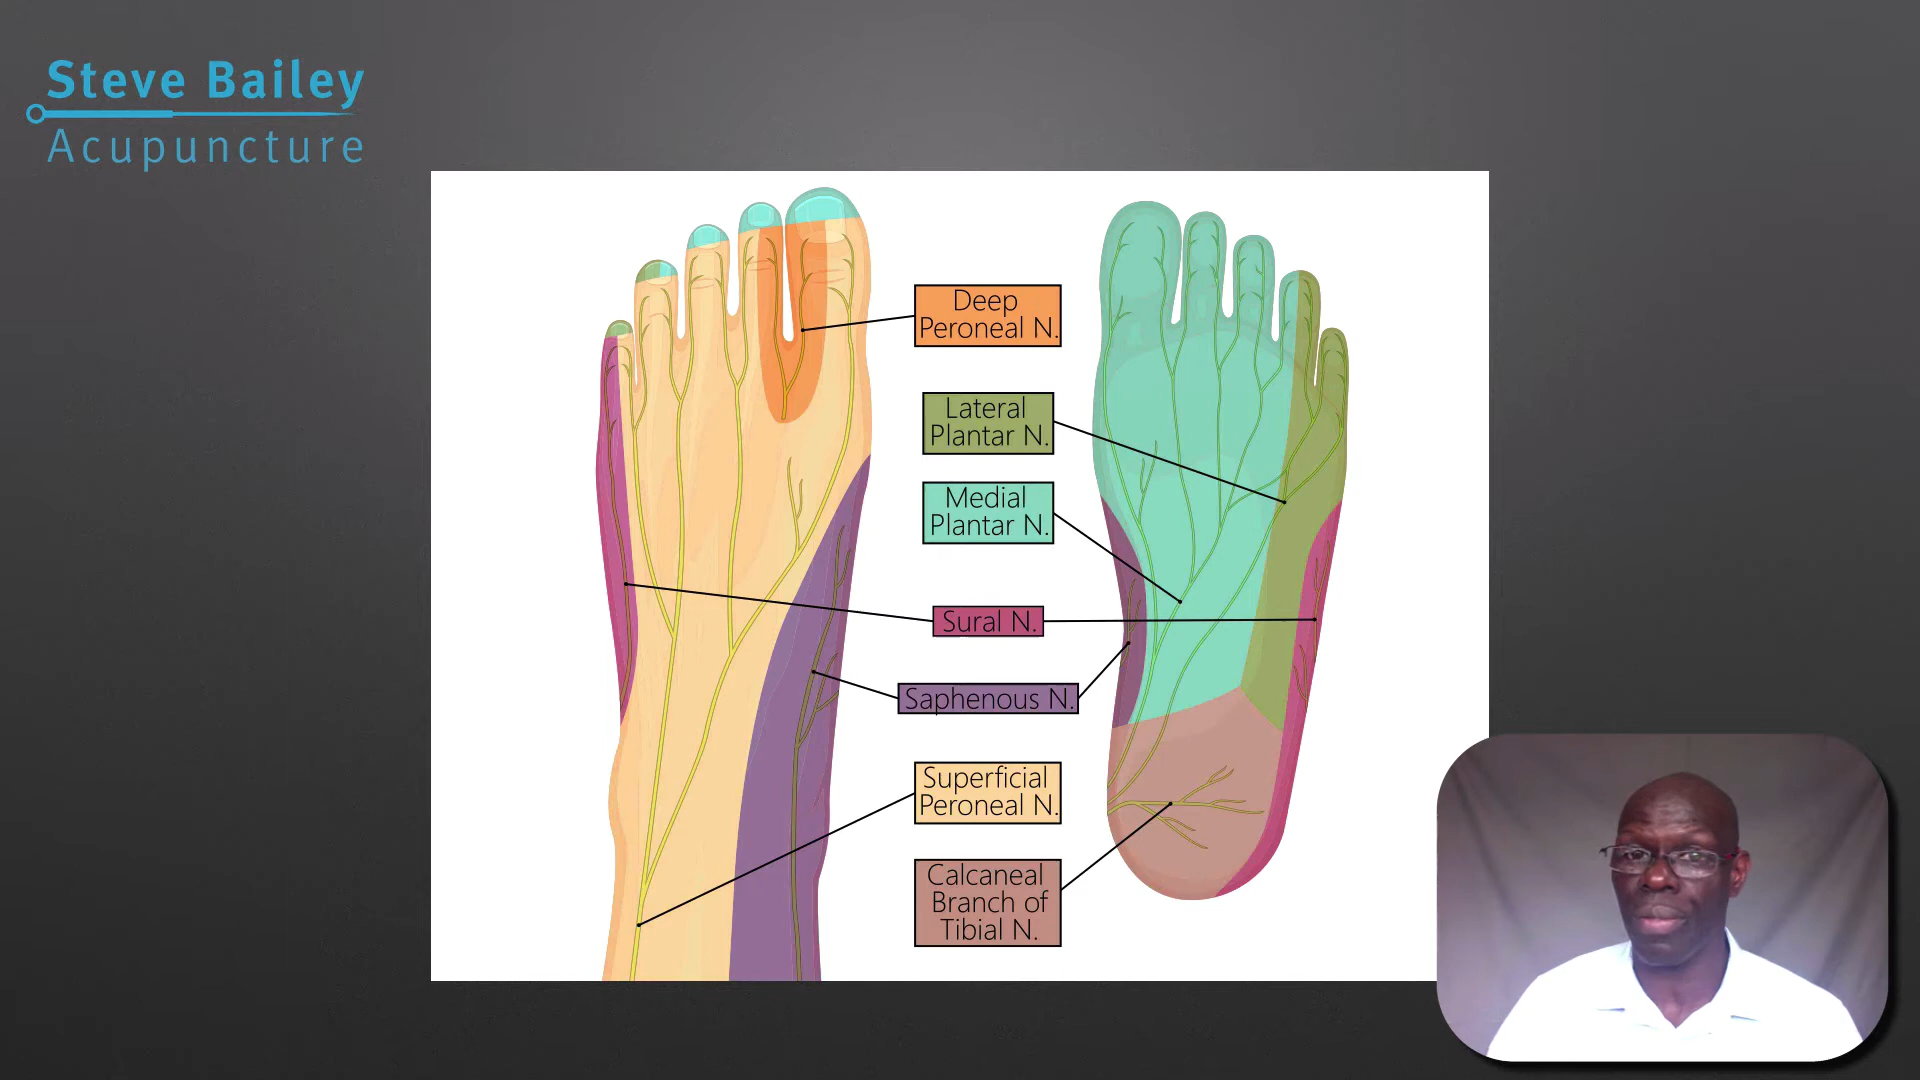 Steve Bailey
Acupuncture
Deep
Peroneal N.
Lateral
Plantar N.
Medial
Plantar N.
Sural N.
Saphenous N.
Superficial
Peroneal N.
Calcaneal
Branch of
Tibial N.